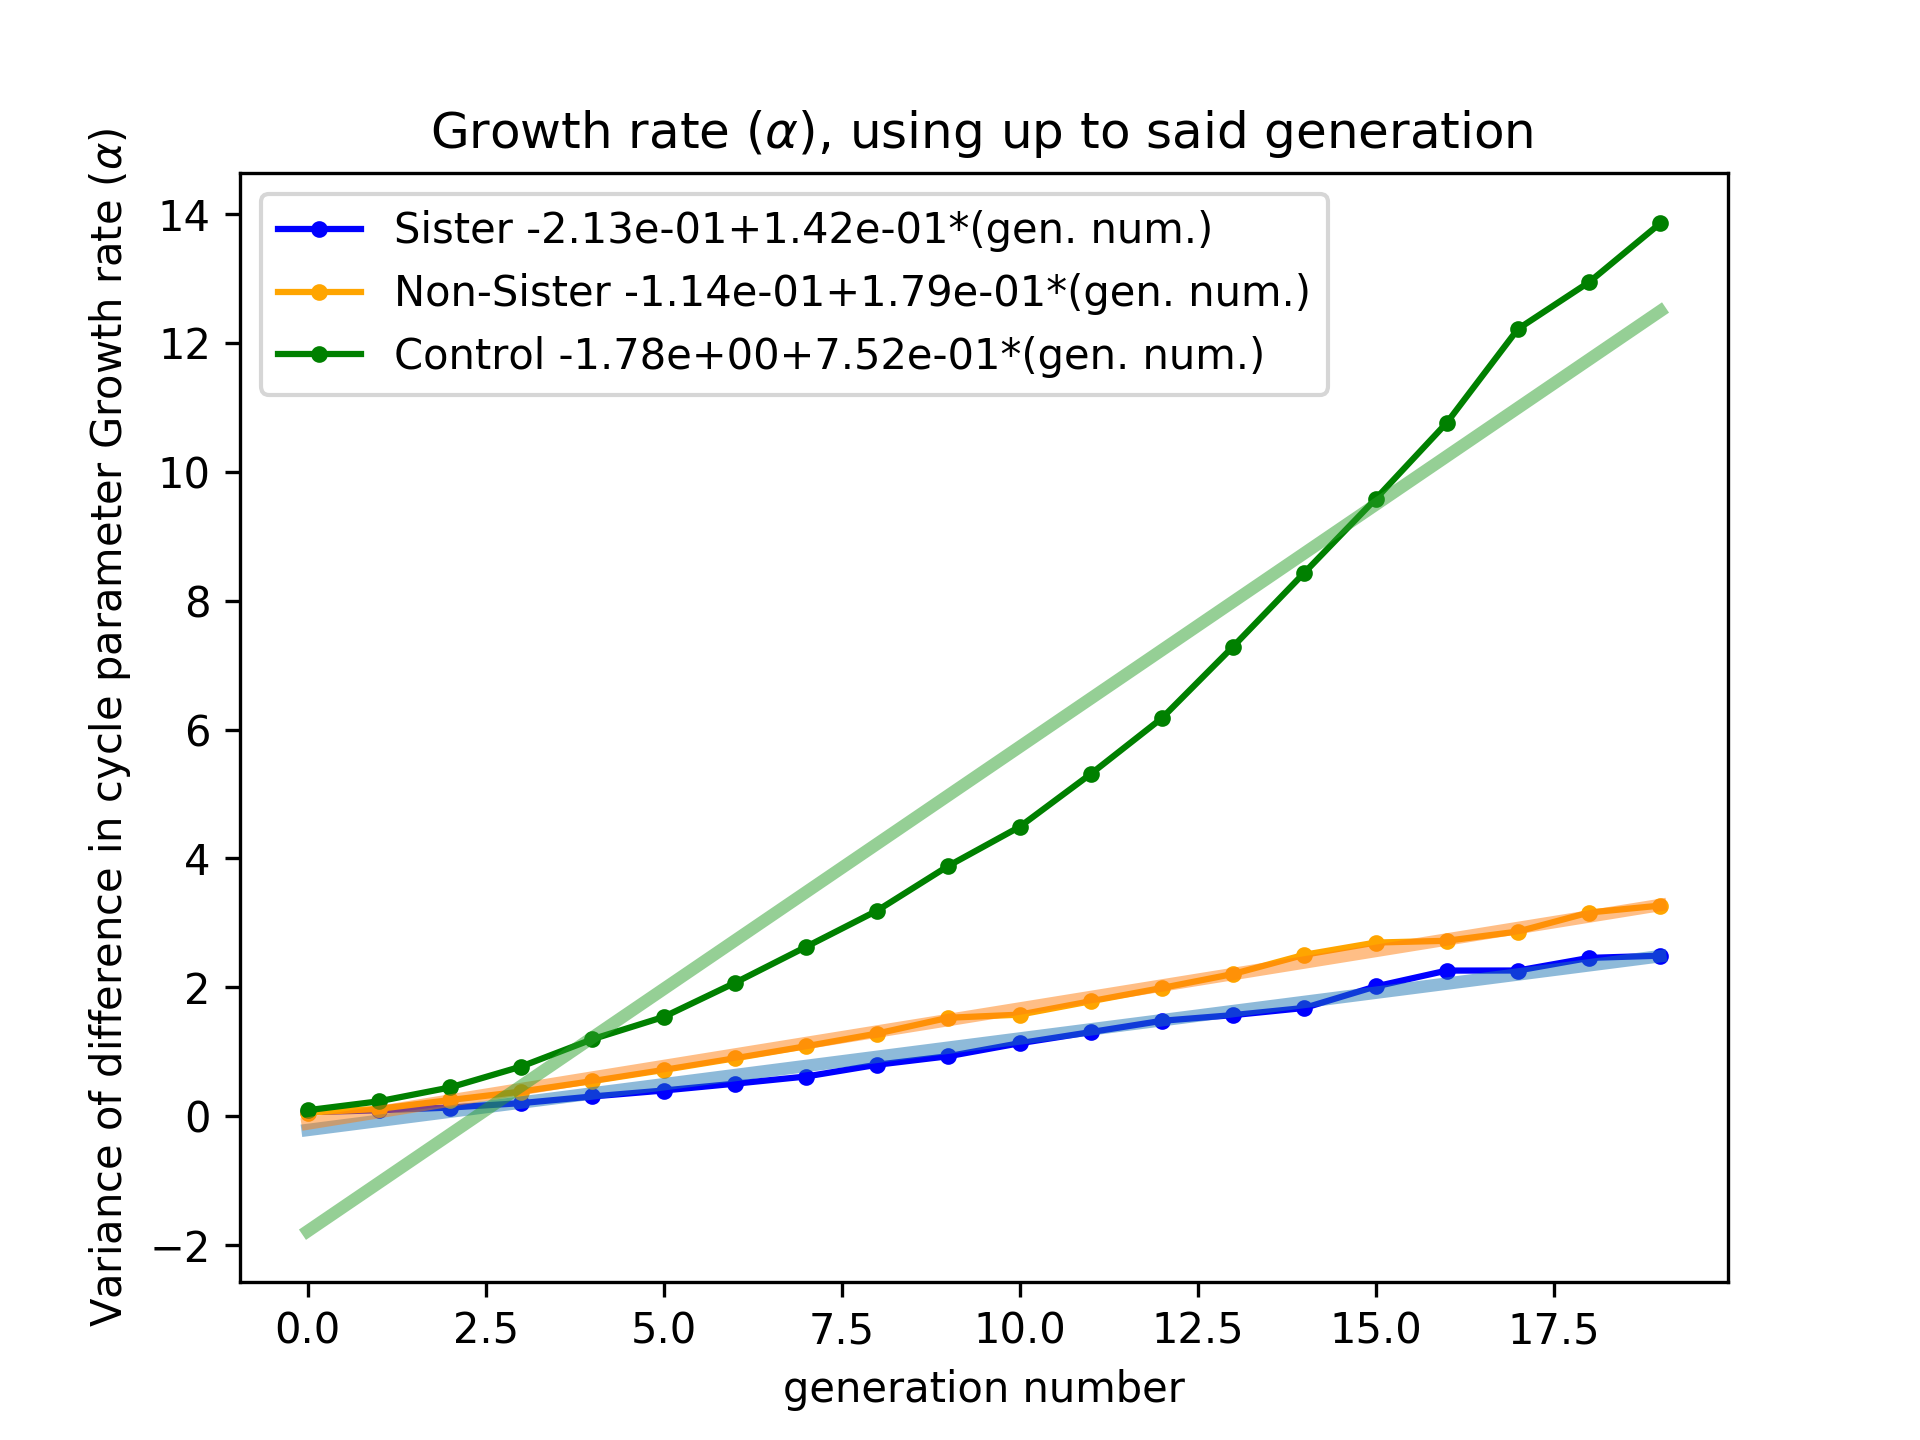 Growth rate (α), using up to said generation
Variance of difference in cycle parameter Growth rate (α)
14
12
10
8
6
4
2
0
−2
Sister -2.13e-01+1.42e-01*(gen. num.)
Non-Sister -1.14e-01+1.79e-01*(gen. num.)
Control -1.78e+00+7.52e-01*(gen. num.)
0.0 2.5 5.0 7.5 10.0 12.5 15.0 17.5
generation number